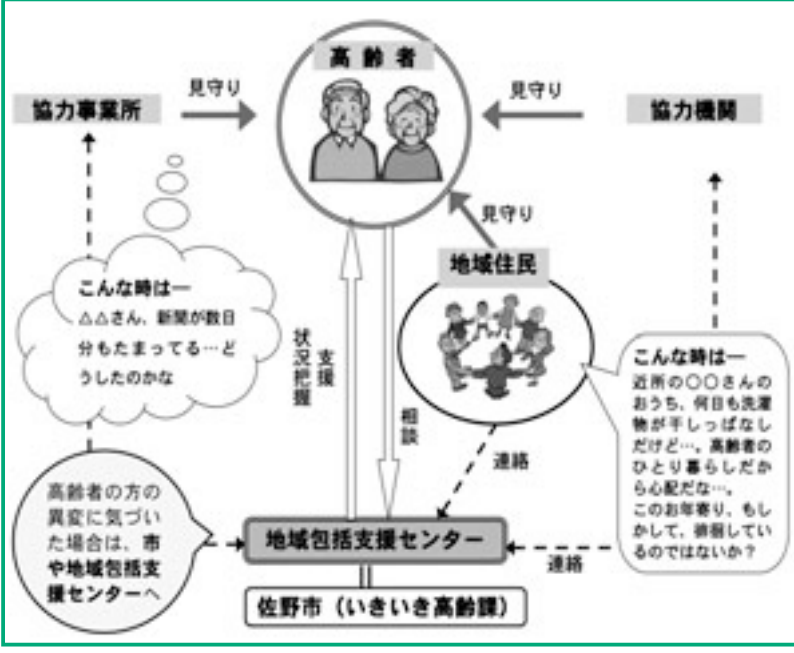 高齢者
見守り
見守り
協力事業所
協力機関
見守り
地域住民
こんな時は―
△△さん、新聞が数日
分もたまってる…ど
うしたのかな
支援
状況把握
相談
こんな時は―
近所の○○さんの
おうち、何日も洗濯
物が干しっぱなし
だけど…。高齢者の
ひとり暮らしだか
ら心配だな…。
このお年寄り、もし
かして、徘徊している
のではないか?
連絡
高齢者の方の
異変に気づい
た場合は、市
や地域包括支
援センターへ
地域包括支援センター
連絡
佐野市(いきいき高齢課)